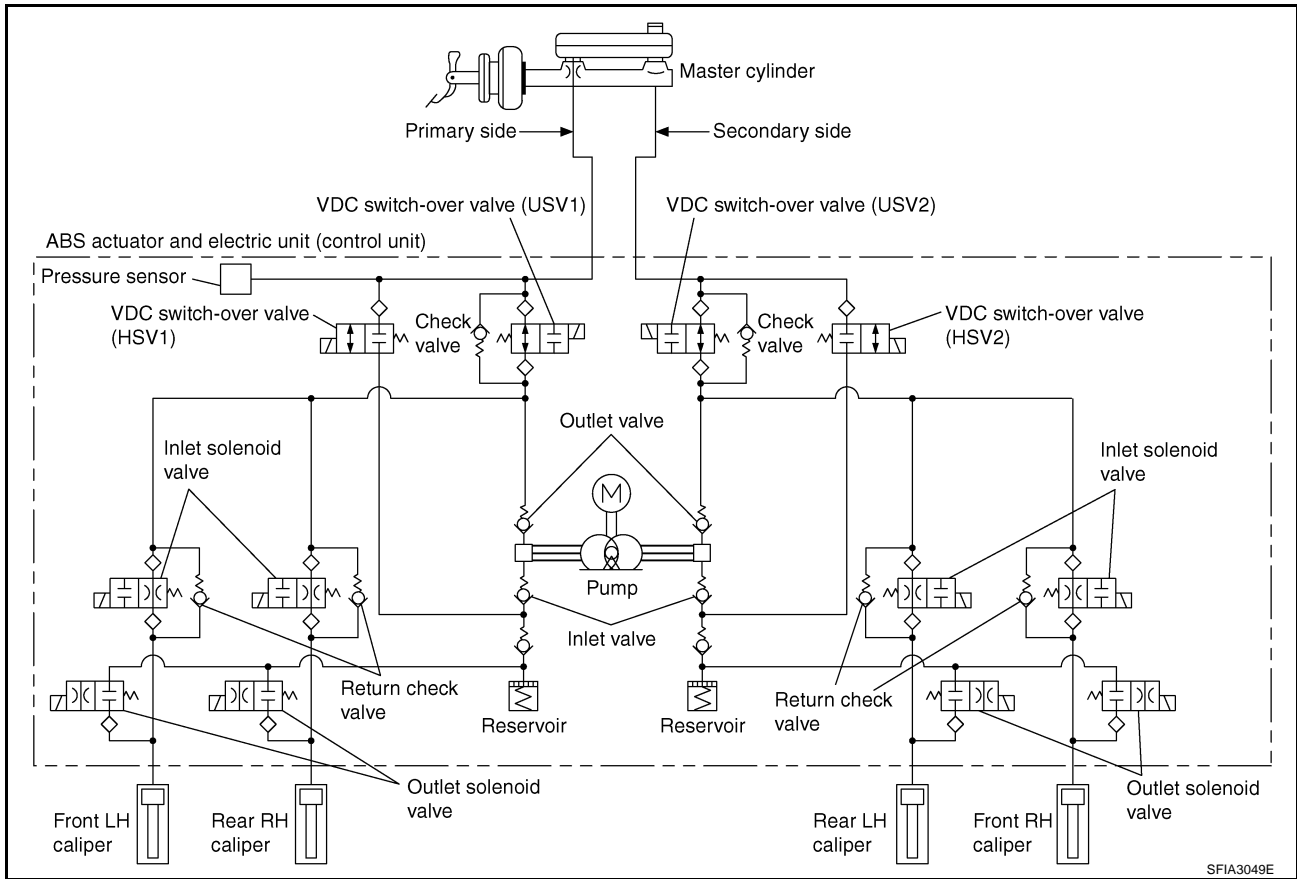 Master cylinder
Primary side
Secondary side
VDC switch-over valve (USV1)
VDC switch-over valve (USV2)
ABS actuator and electric unit (control unit)
Pressure sensor
VDC switch-over valve
(HSV1)
Check
valve
Check
valve
VDC switch-over valve
(HSV2)
Outlet valve
Inlet solenoid
valve
Inlet solenoid
valve
M
Pump
Inlet valve
Return check
valve
Reservoir
Reservoir
Return check
valve
Outlet solenoid
valve
Outlet solenoid
valve
Front LH
caliper
Rear RH
caliper
Rear LH
caliper
Front RH
caliper
SFIA3049E